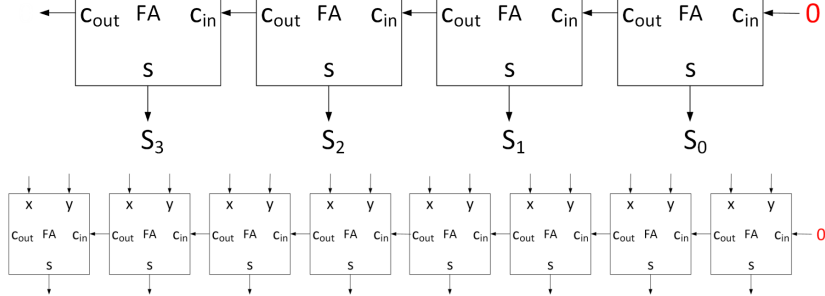 cout FA cin cout FA cin cout FA cin cout FA cin 0
s s s s
S3 S2 S1 S0
x y x y x y x y x y x y x y x y
cout FA cin cout FA cin cout FA cin cout FA cin cout FA cin cout FA cin cout FA cin cout FA cin 0
s s s s s s s s